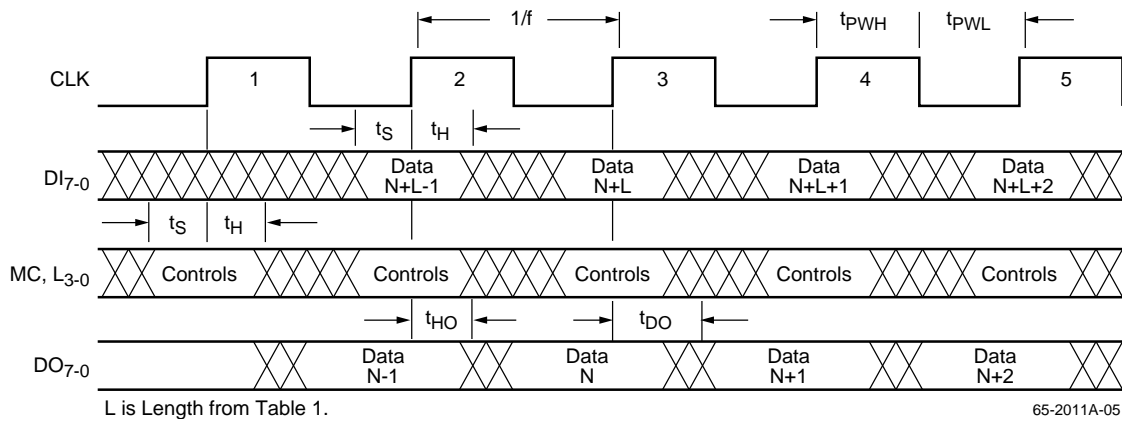 1/f
tPWH
tPWL
CLK
1
2
3
4
5
tS
tH
DI7-0
Data
N+L-1
Data
N+L
Data
N+L+1
Data
N+L+2
tS
tH
MC, L3-0
Controls
Controls
Controls
Controls
Controls
tHO
tDO
DO7-0
Data
N-1
Data
N
Data
N+1
Data
N+2
L is Length from Table 1.
65-2011A-05